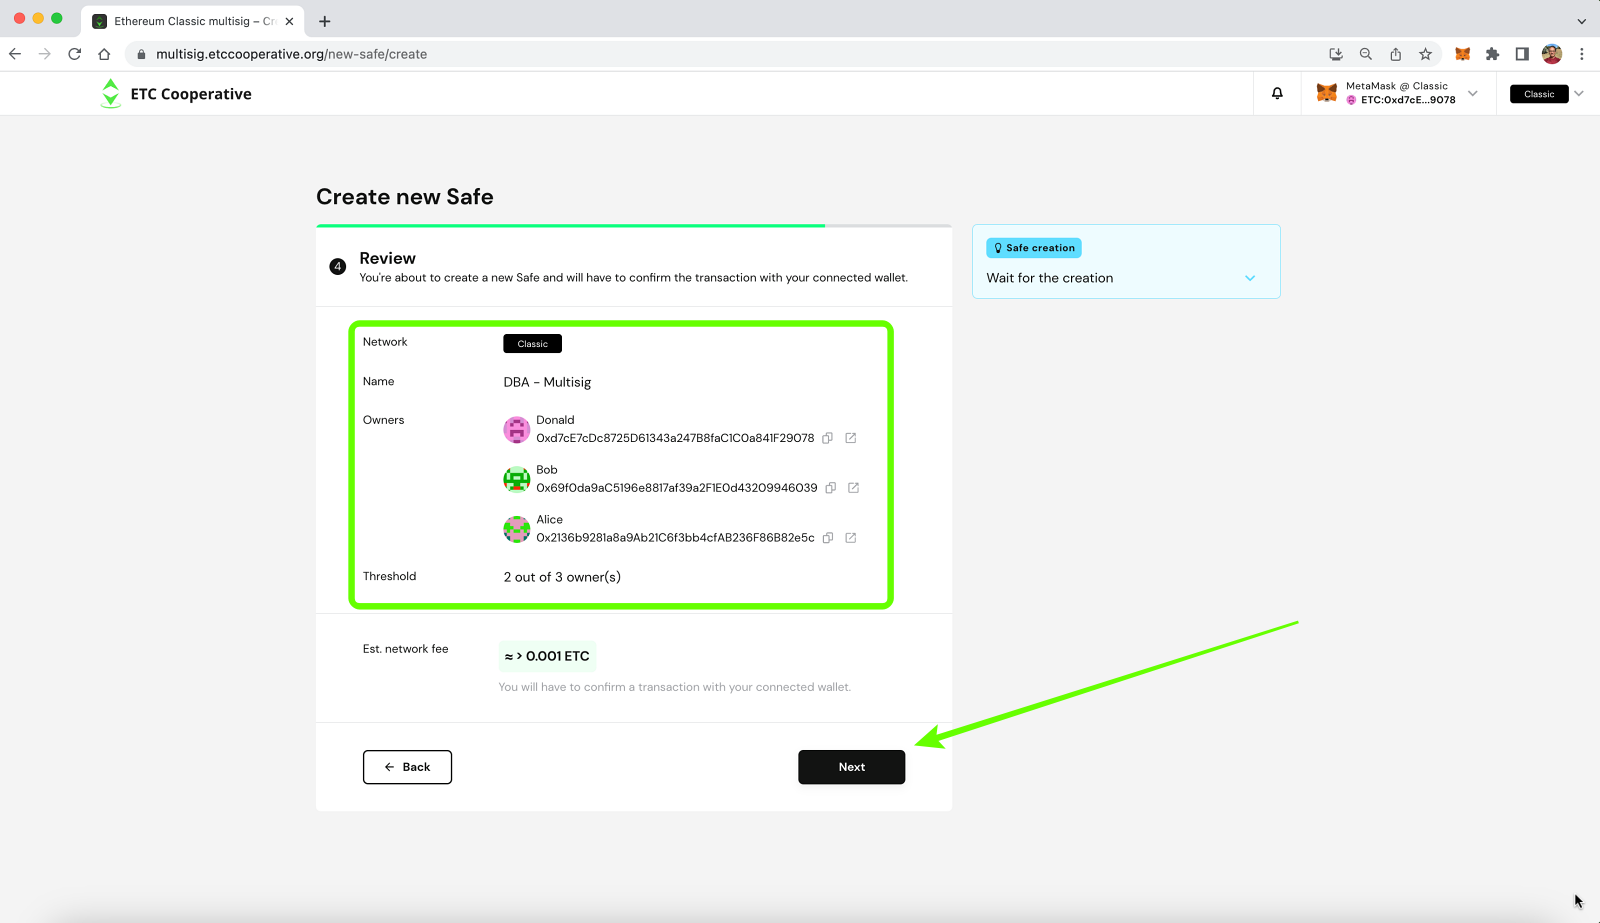 Ethereum Classic multisig – Cr
multisig.etccooperative.org/new-safe/create
ETC Cooperative
MetaMask @ Classic
ETC:0xd7cE...9078
Classic
Create new Safe
4
Review
You're about to create a new Safe and will have to confirm the transaction with your connected wallet.
Safe creation
Wait for the creation
Network
Classic
Name
DBA - Multisig
Owners
Donald
0xd7cE7cDc8725D61343a247B8faC1C0a841F29078
Bob
0x69f0da9aC5196e8817af39a2F1E0d43209946039
Alice
0x2136b9281a8a9Ab21C6f3bb4cfAB236F86B82e5c
Threshold
2 out of 3 owner(s)
Est. network fee
≈ > 0.001 ETC
You will have to confirm a transaction with your connected wallet.
Back
Next